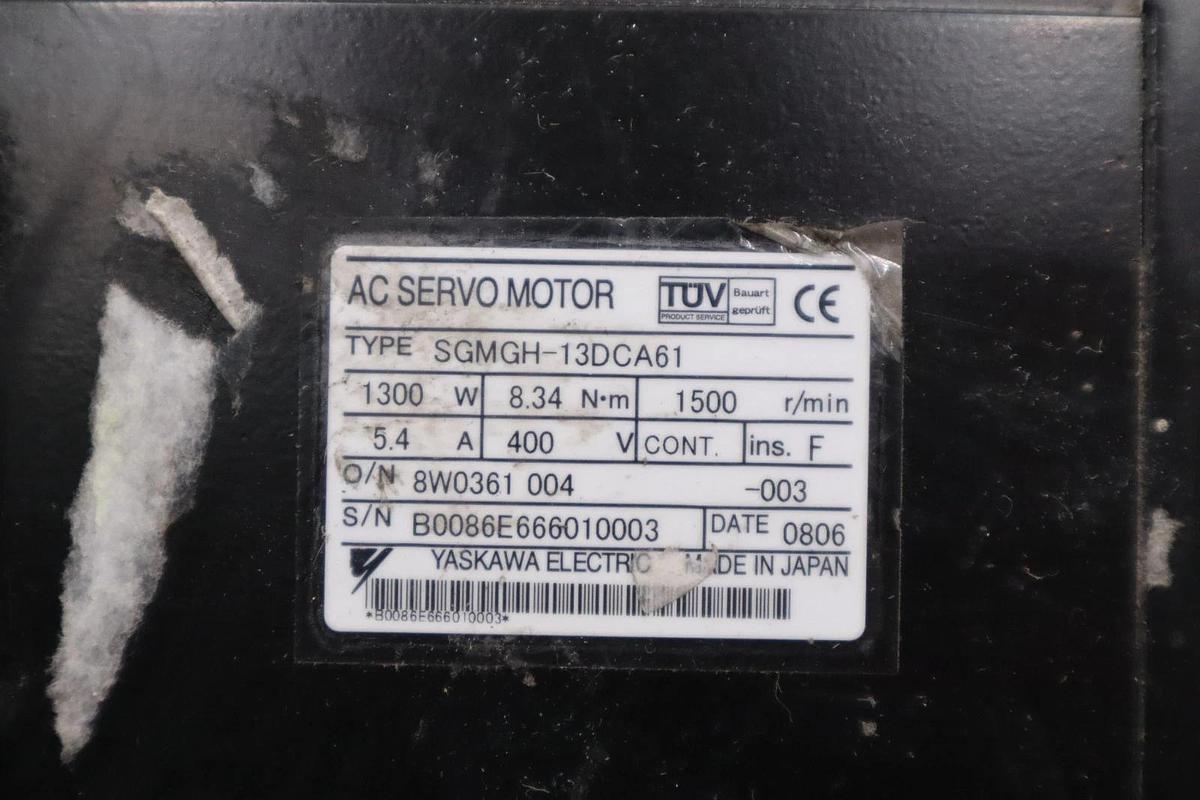 AC SERVO MOTOR TÜV PRODUCT SERVICE Bauart geprüft CE
TYPE SGMGH-13DCA61
1300 W 8.34 N·m 1500 r/min
5.4 A 400 V CONT. ins. F
O/N 8W0361 004 -003
S/N B0086E666010003 DATE 0806
YASKAWA ELECTRIC MADE IN JAPAN
*B0086E666010003*